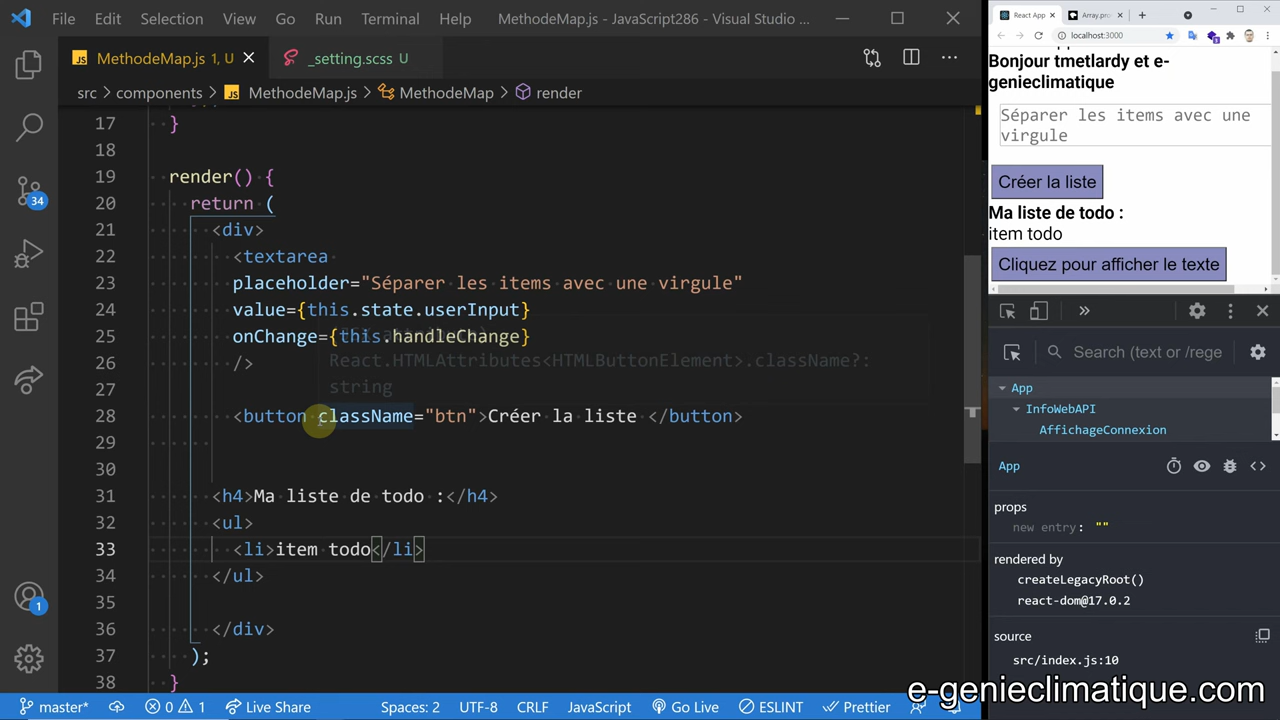 File Edit Selection View Go Run Terminal Help MethodeMap.js - JavaScript286 - Visual Studio ...
MethodeMap.js 1, U
_setting.scss U
src > components > MethodeMap.js > MethodeMap > render
17 }
18
19 render() {
20 return (
21 <div>
22 <textarea
23 placeholder="Séparer les items avec une virgule"
24 value={this.state.userInput}
25 onChange={this.handleChange}
26 />
React.HTMLAttributes<HTMLButtonElement>.className?:
27
string
28 <button className="btn">Créer la liste </button>
29
30
31 <h4>Ma liste de todo :</h4>
32 <ul>
33 <li>item todo</li>
34 </ul>
35
36 </div>
37 );
38 }
34
1
master* 0 1 Live Share Spaces: 2 UTF-8 CRLF JavaScript Go Live ESLINT Prettier
React App
Array.pro
localhost:3000
Bonjour tmetlardy et e-
genieclimatique
Séparer les items avec une
virgule
Créer la liste
Ma liste de todo :
item todo
Cliquez pour afficher le texte
Search (text or /rege
App
InfoWebAPI
AffichageConnexion
App
props
new entry: ""
rendered by
createLegacyRoot()
react-dom@17.0.2
source
src/index.js:10
e-genieclimatique.com